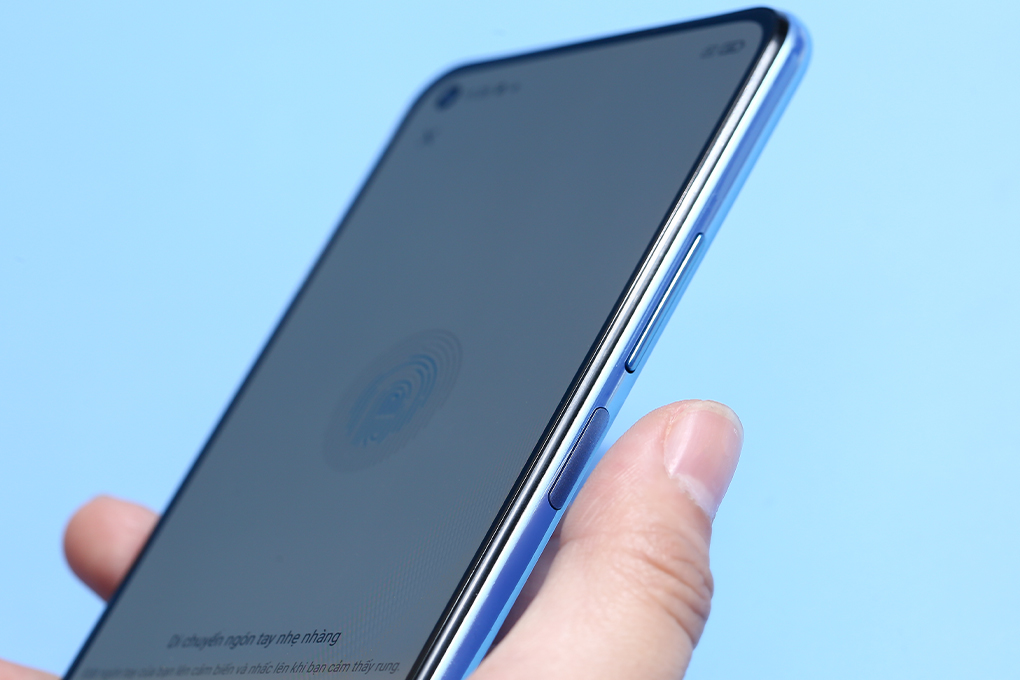 Di chuyển ngón tay nhẹ nhàng
ngón tay của bạn lên cảm biến và nhấc lên khi bạn cảm thấy rung.